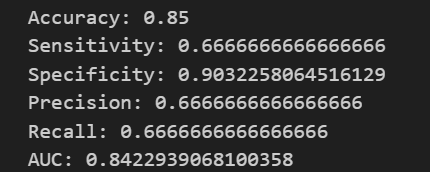 Accuracy: 0.85
Sensitivity: 0.6666666666666666
Specificity: 0.9032258064516129
Precision: 0.6666666666666666
Recall: 0.6666666666666666
AUC: 0.8422939068100358